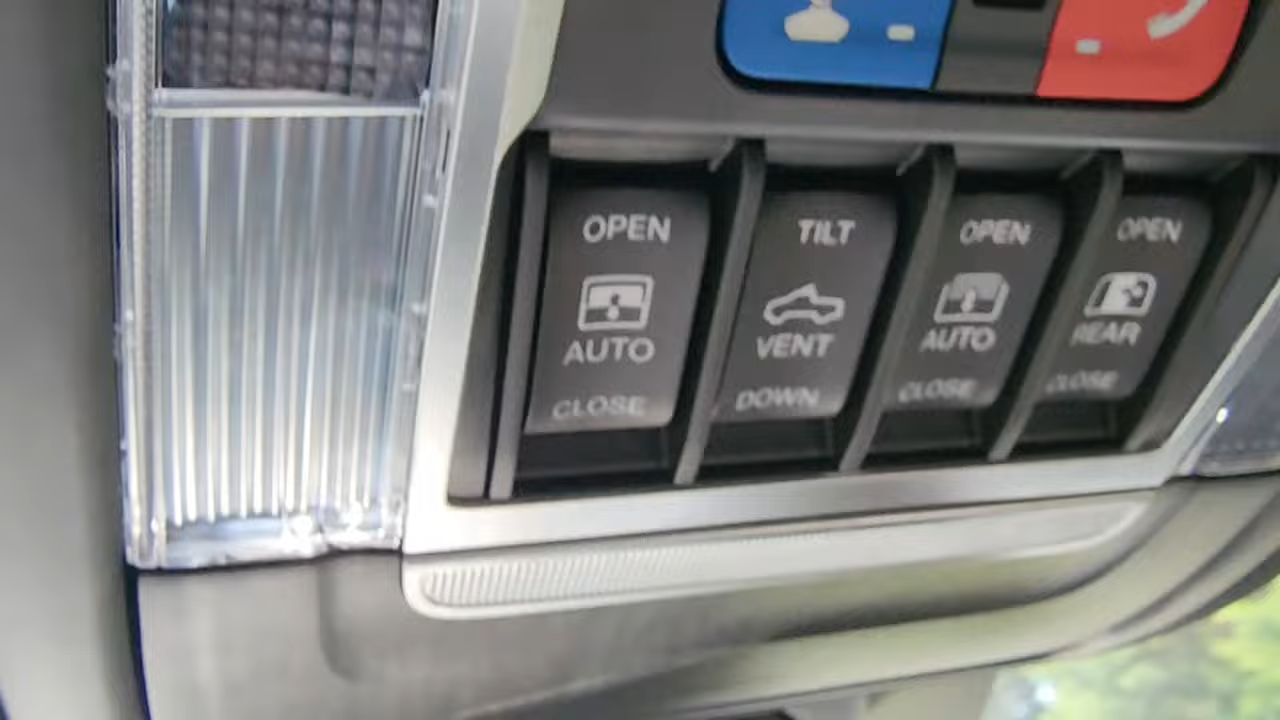 OPEN
AUTO
CLOSE
TILT
VENT
DOWN
OPEN
AUTO
CLOSE
OPEN
REAR
CLOSE